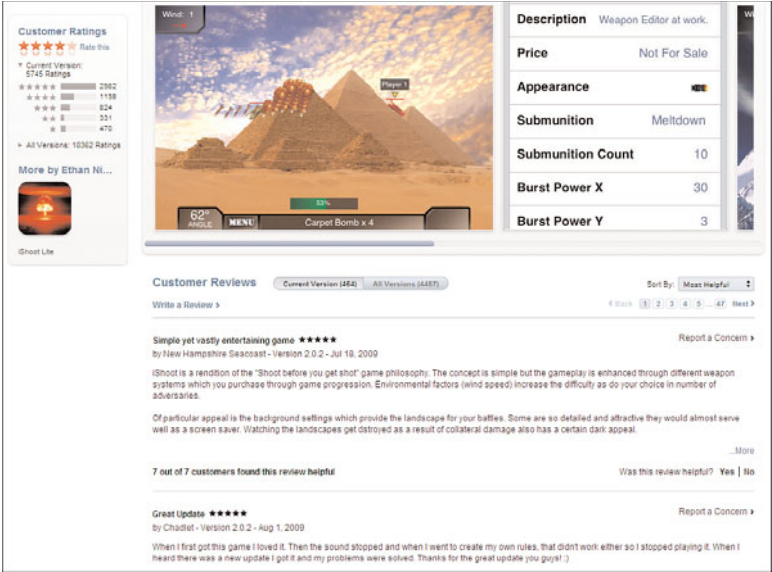 Customer Ratings
Rate this
Current Version:
5745 Ratings
2962
1158
824
331
470
All Versions: 10362 Ratings
More by Ethan Ni...
iShoot Lite
Wind: 1
Player 1
53%
62°
ANGLE
MENU
Carpet Bomb x 4
Description Weapon Editor at work.
Price Not For Sale
Appearance
Submunition Meltdown
Submunition Count 10
Burst Power X 30
Burst Power Y 3
Customer Reviews Current Version (464) All Versions (4457) Sort By: Most Helpful
Write a Review Back 1 2 3 4 5 ... 47 Next
Simple yet vastly entertaining game Report a Concern
by New Hampshire Seacoast - Version 2.0.2 - Jul 18, 2009
iShoot is a rendition of the "Shoot before you get shot" game philosophy. The concept is simple but the gameplay is enhanced through different weapon
systems which you purchase through game progression. Environmental factors (wind speed) increase the difficulty as do your choice in number of
adversaries.
Of particular appeal is the background settings which provide the landscape for your battles. Some are so detailed and attractive they would almost serve
well as a screen saver. Watching the landscapes get dstroyed as a result of collateral damage also has a certain dark appeal.
...More
7 out of 7 customers found this review helpful Was this review helpful? Yes | No
Great Update Report a Concern
by Chadlet - Version 2.0.2 - Aug 1, 2009
When I first got this game I loved it. Then the sound stopped and when I went to create my own rules, that didn't work either so I stopped playing it. When I
heard there was a new update I got it and my problems were solved. Thanks for the great update you guys! :)